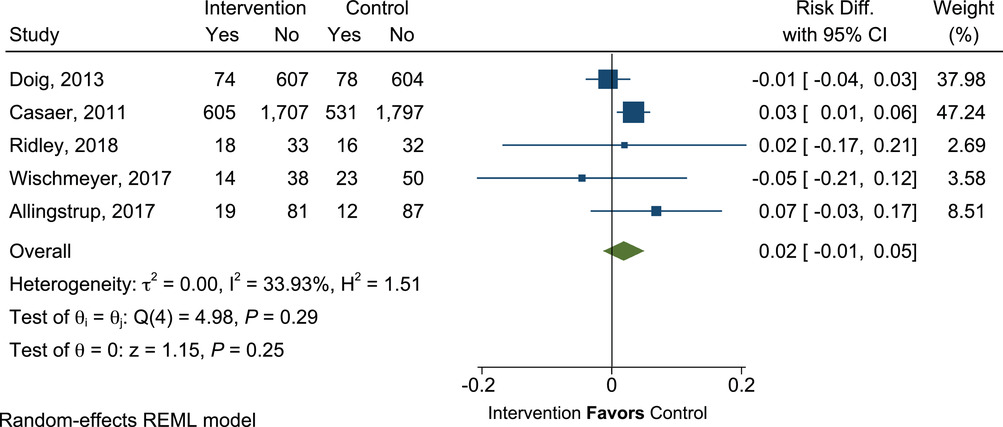 Intervention Control Risk Diff. Weight
Study Yes No Yes No with 95% CI (%)
Doig, 2013 74 607 78 604 -0.01 [ -0.04, 0.03] 37.98
Casaer, 2011 605 1,707 531 1,797 0.03 [ 0.01, 0.06] 47.24
Ridley, 2018 18 33 16 32 0.02 [ -0.17, 0.21] 2.69
Wischmeyer, 2017 14 38 23 50 -0.05 [ -0.21, 0.12] 3.58
Allingstrup, 2017 19 81 12 87 0.07 [ -0.03, 0.17] 8.51
Overall 0.02 [ -0.01, 0.05]
Heterogeneity: τ² = 0.00, I² = 33.93%, H² = 1.51
Test of θᵢ = θⱼ: Q(4) = 4.98, P = 0.29
Test of θ = 0: z = 1.15, P = 0.25
-0.2 0 0.2
Intervention Favors Control
Random-effects REML model